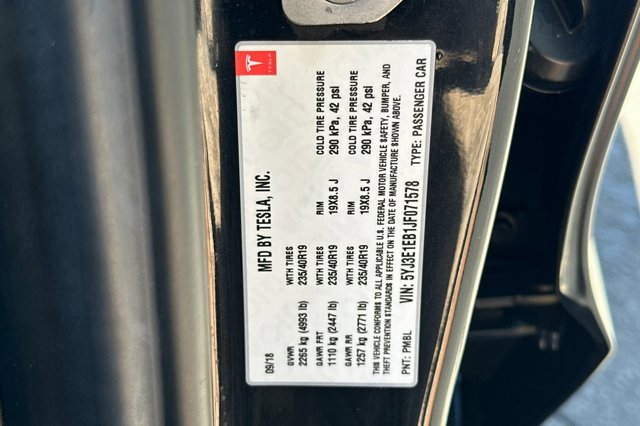 TESLA
09/18 MFD BY TESLA, INC.
GVWR WITH TIRES COLD TIRE PRESSURE
2265 kg (4993 lb) 235/40R19 290 kPa, 42 psi
GAWR FRT WITH TIRES RIM COLD TIRE PRESSURE
1110 kg (2447 lb) 235/40R19 19X8.5 J 290 kPa, 42 psi
GAWR RR WITH TIRES RIM
1257 kg (2771 lb) 235/40R19 19X8.5 J
THIS VEHICLE CONFORMS TO ALL APPLICABLE U.S. FEDERAL MOTOR VEHICLE SAFETY, BUMPER, AND
THEFT PREVENTION STANDARDS IN EFFECT ON THE DATE OF MANUFACTURE SHOWN ABOVE.
PNT: PMBL VIN: 5YJ3E1EB1JF071578 TYPE: PASSENGER CAR